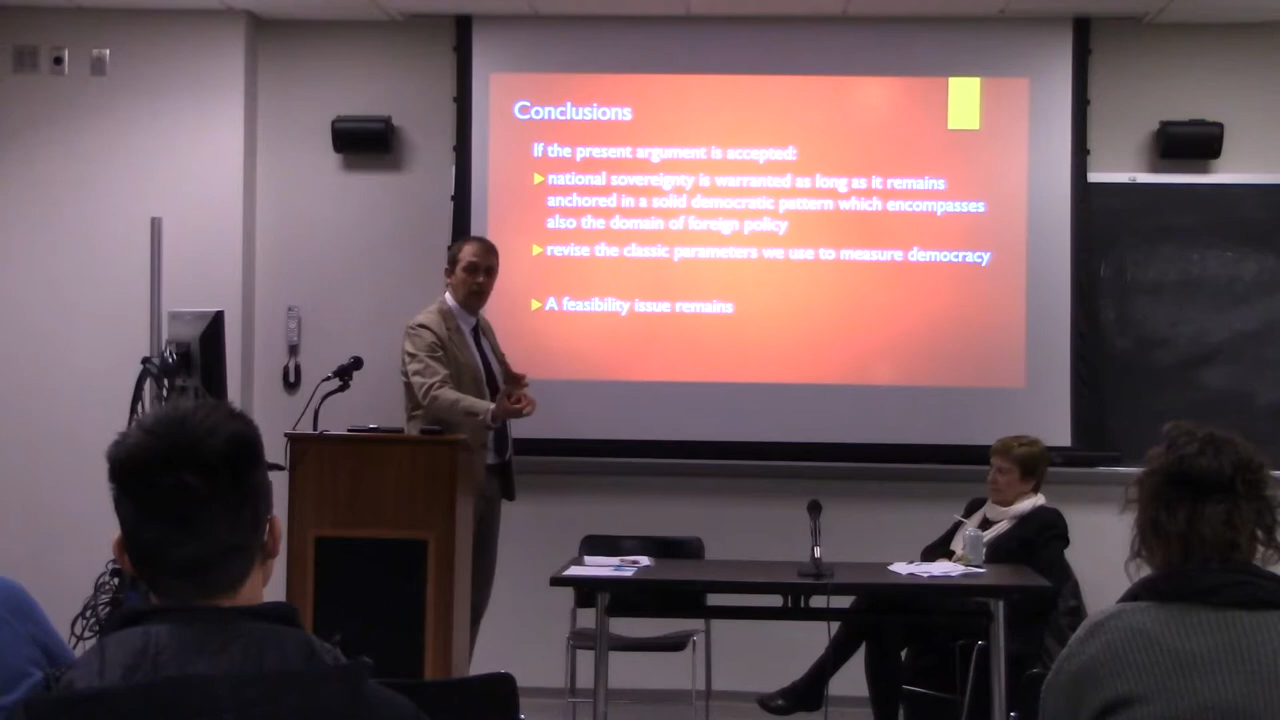 Conclusions
If the present argument is accepted:
national sovereignty is warranted as long as it remains
anchored in a solid democratic pattern which encompasses
also the domain of foreign policy
revise the classic parameters we use to measure democracy
A feasibility issue remains